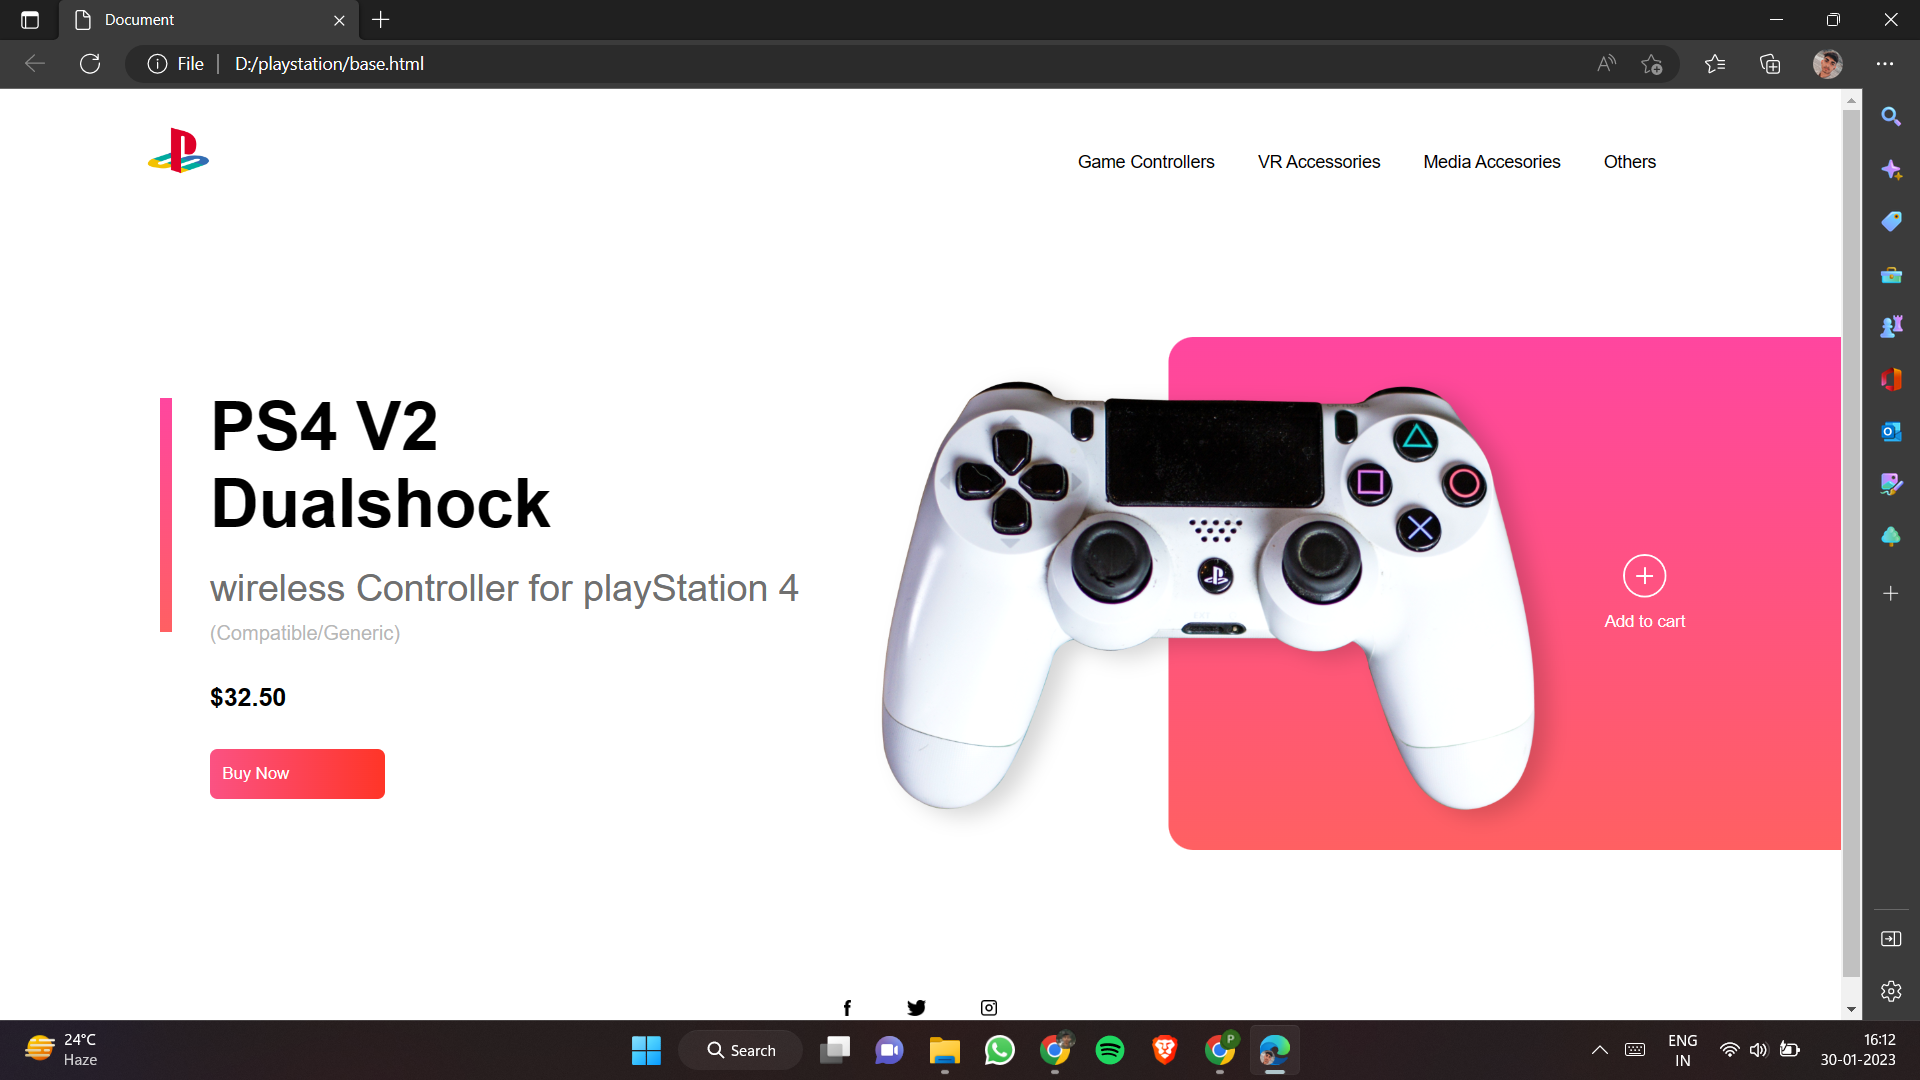 Document
File
D:/playstation/base.html
Game Controllers
VR Accessories
Media Accesories
Others
PS4 V2
Dualshock
wireless Controller for playStation 4
(Compatible/Generic)
$32.50
Buy Now
Add to cart
24°C
Haze
Search
P
ENG
IN
16:12
30-01-2023